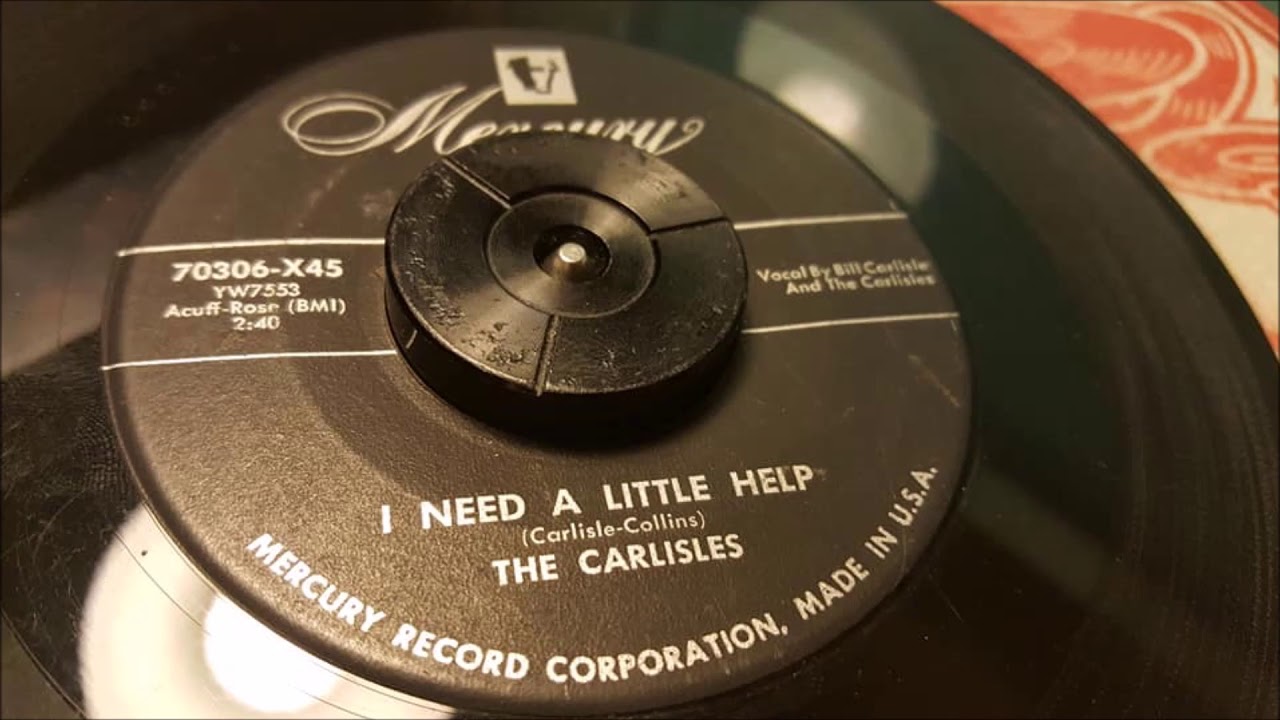 Mercury
70306-X45
YW7553
Acuff-Rose (BMI)
2:40
Vocal By Bill Carlisle
And The Carlisles
I NEED A LITTLE HELP
(Carlisle-Collins)
THE CARLISLES
MERCURY RECORD CORPORATION, MADE IN U.S.A.